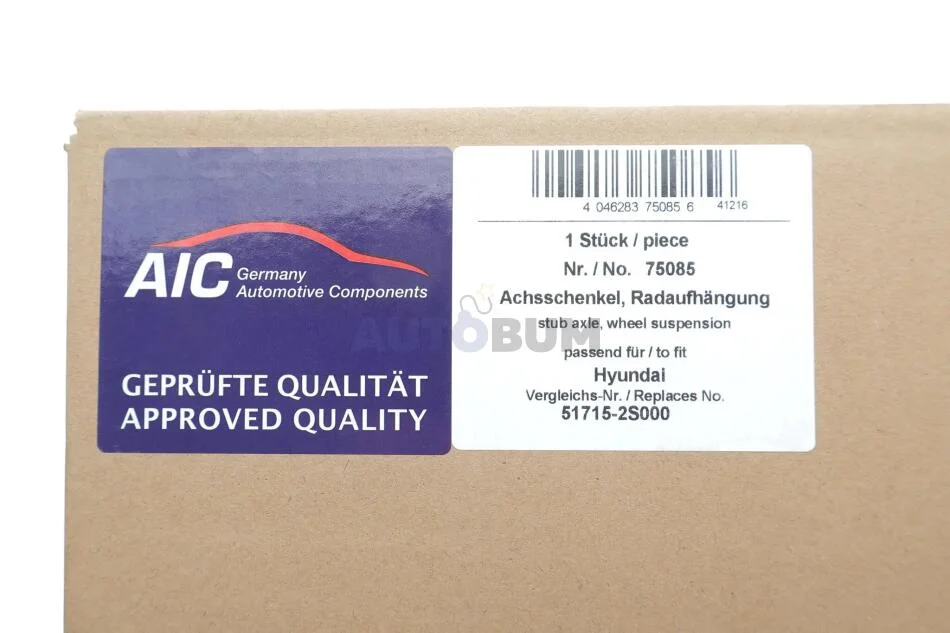 AIC Germany
Automotive Components
GEPRÜFTE QUALITÄT
APPROVED QUALITY
4 046283 75085 6 41216
1 Stück / piece
Nr. / No. 75085
Achsschenkel, Radaufhängung
stub axle, wheel suspension
AUTOBUM
passend für / to fit
Hyundai
Vergleichs-Nr. / Replaces No.
51715-2S000